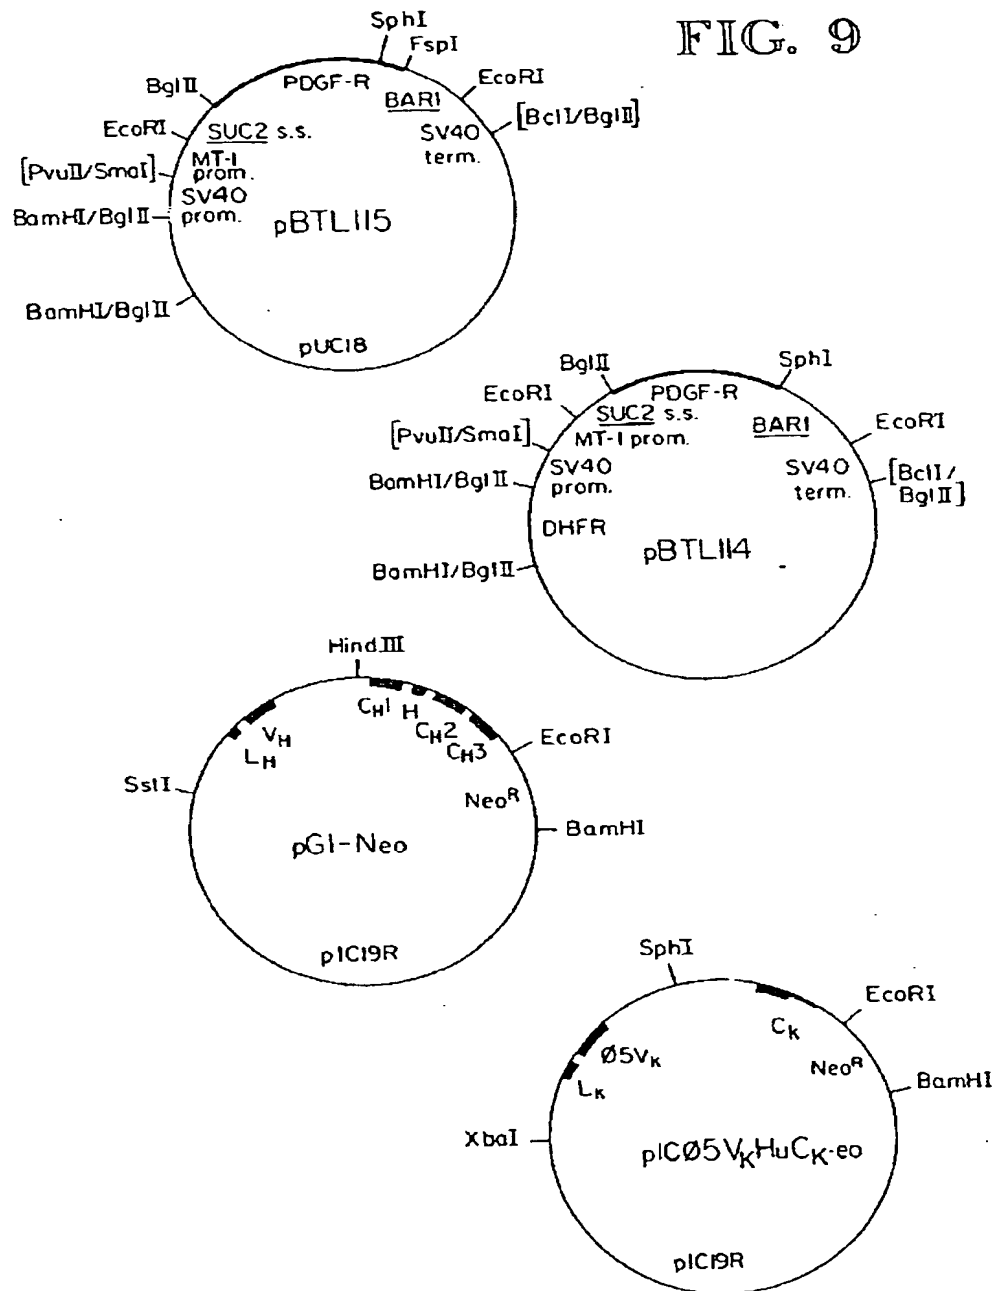 FIG. 9
SphI
FspI
BglII
PDGF-R
EcoRI
BAR1
[BclI/BglII]
EcoRI
SUC2 s.s.
SV40
term.
[PvuII/SmaI]
MT-1
prom.
SV40
prom.
BamHI/BglII
pBTL115
BamHI/BglII
pUC18
BglII
SphI
EcoRI
PDGF-R
SUC2 s.s.
BAR1
EcoRI
[PvuII/SmaI]
MT-1 prom.
SV40
prom.
SV40
term.
[BclI/
BglII]
BamHI/BglII
DHFR
pBTL114
BamHI/BglII
HindIII
CH1
H
CH2
CH3
VH
LH
EcoRI
SstI
NeoR
BamHI
pG1-Neo
pIC19R
SphI
EcoRI
CK
Ø5VK
NeoR
LK
BamHI
XbaI
pICØ5VKHuCK-eo
pIC19R